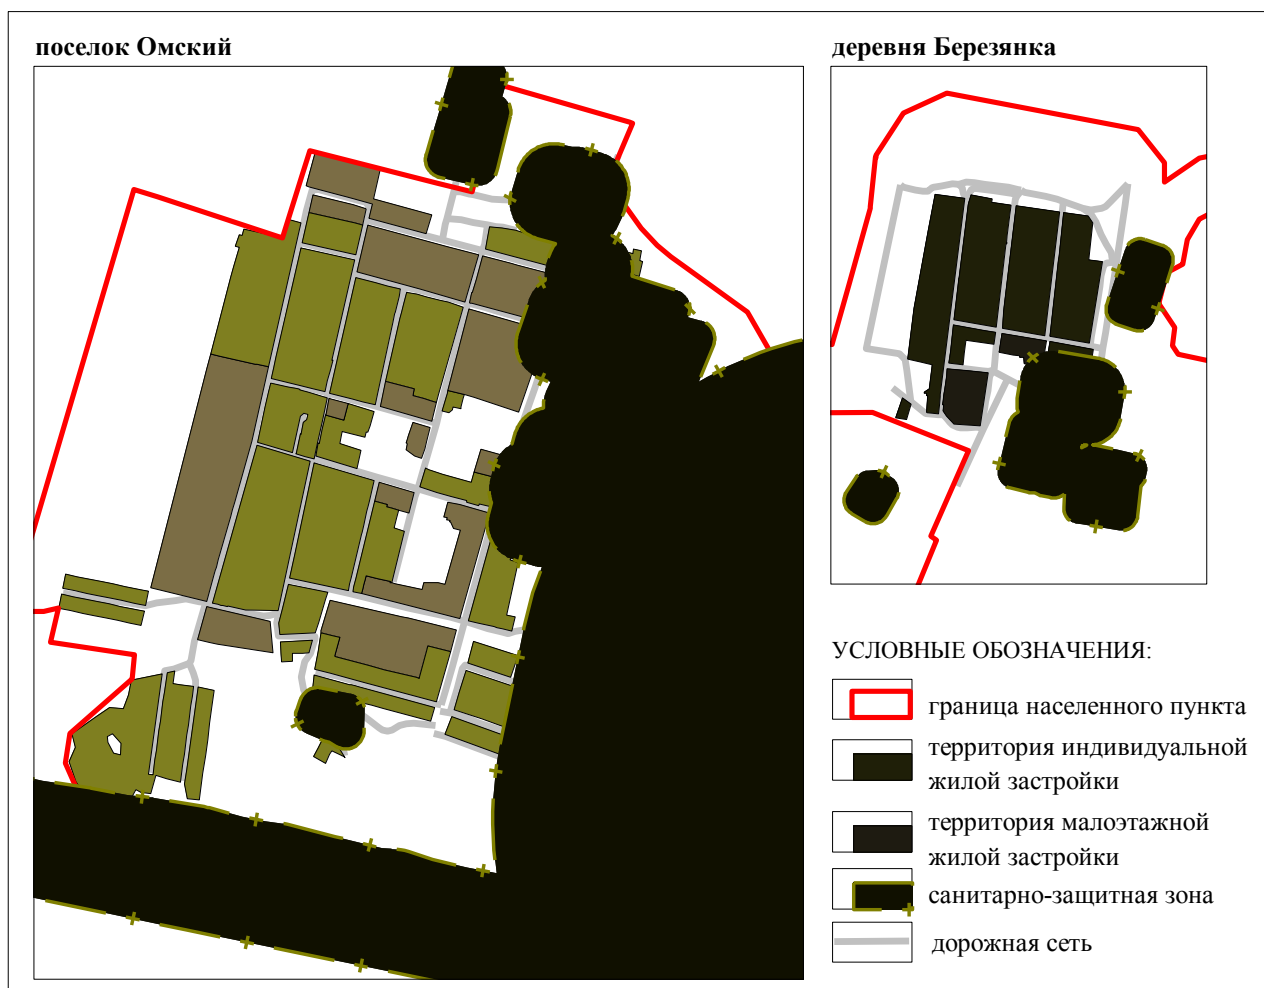 поселок Омский
деревня Березянка
УСЛОВНЫЕ ОБОЗНАЧЕНИЯ:
граница населенного пункта
территория индивидуальной
жилой застройки
территория малоэтажной
жилой застройки
санитарно-защитная зона
дорожная сеть